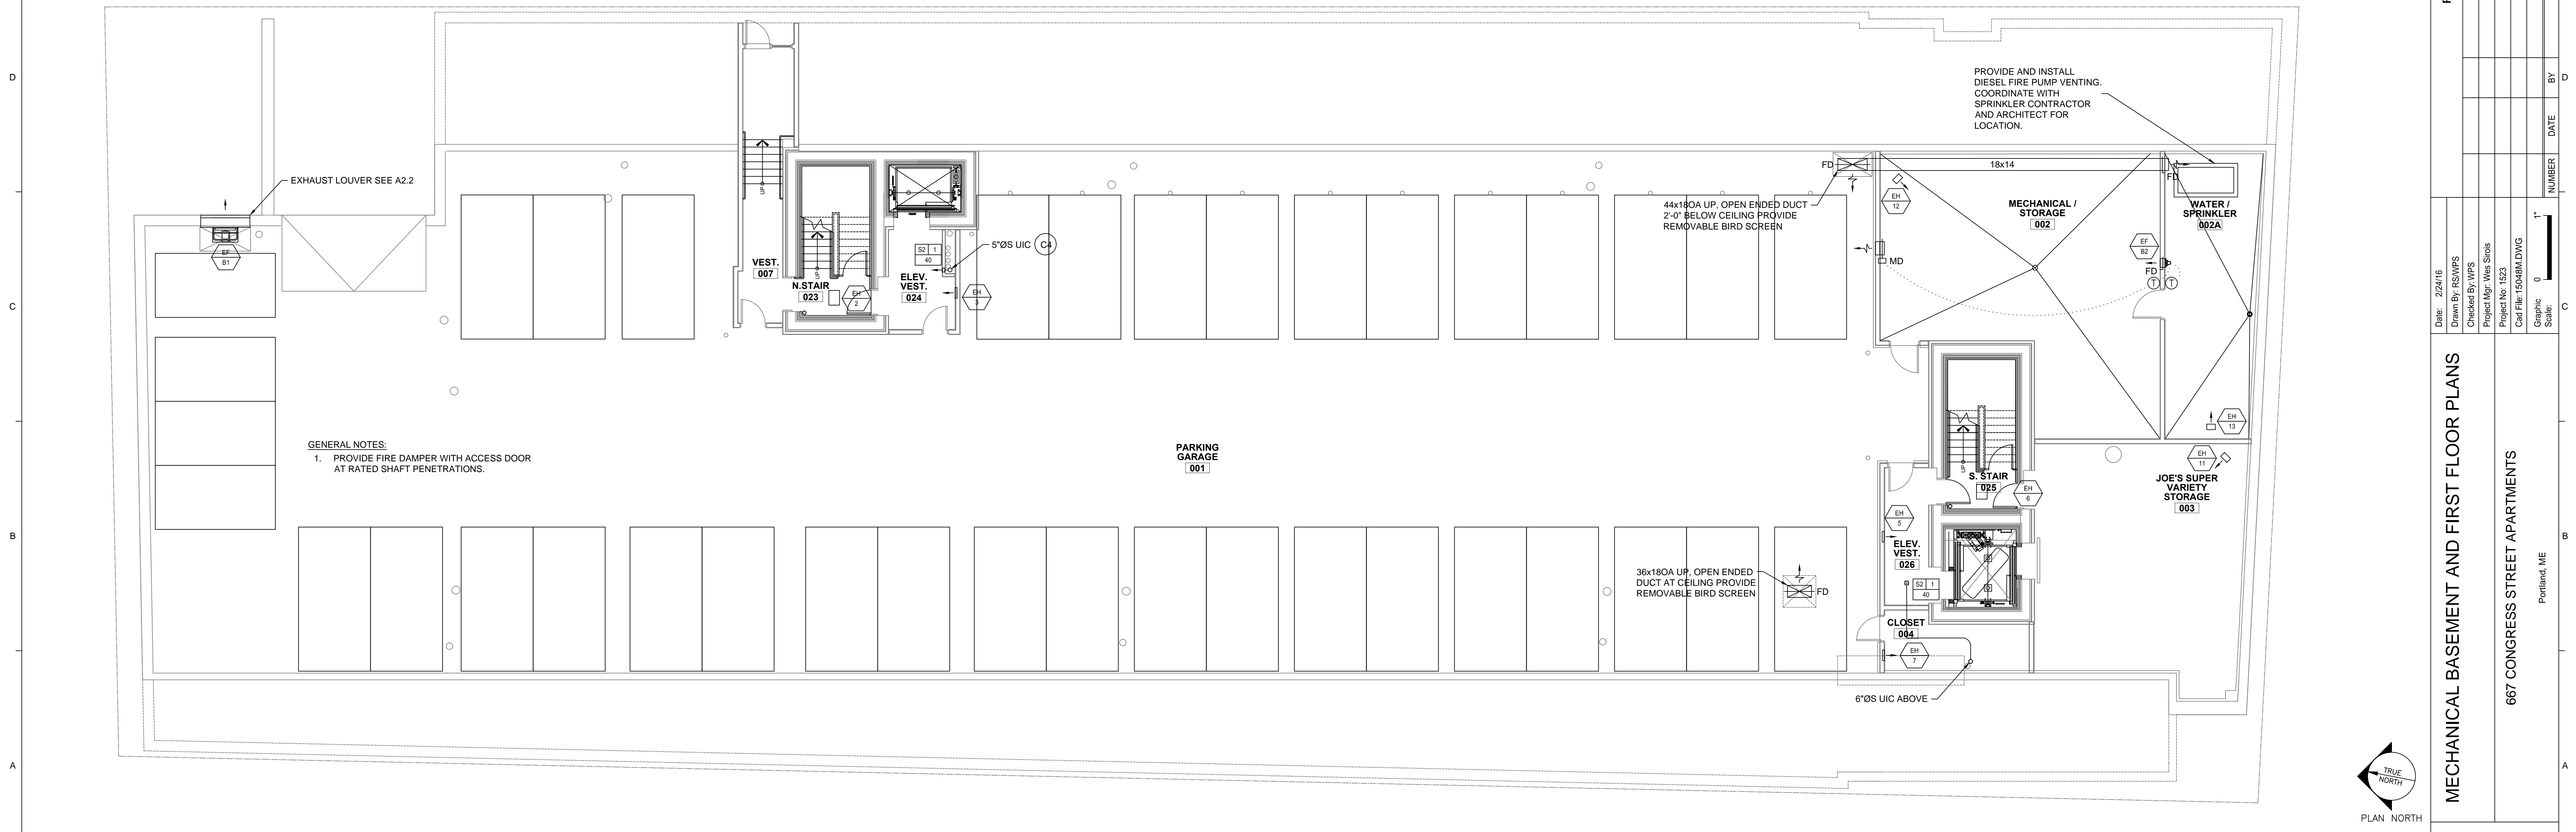 D
C
B
A
EXHAUST LOUVER SEE A2.2
EF
B1
GENERAL NOTES:
1. PROVIDE FIRE DAMPER WITH ACCESS DOOR
AT RATED SHAFT PENETRATIONS.
UP
VEST.
007
UP
N.STAIR
023
EH
2
S2 1
40
ELEV.
VEST.
024
5"ØS UIC
C4
EH
3
PARKING
GARAGE
001
PROVIDE AND INSTALL
DIESEL FIRE PUMP VENTING.
COORDINATE WITH
SPRINKLER CONTRACTOR
AND ARCHITECT FOR
LOCATION.
FD
18x14
FD
44x18OA UP, OPEN ENDED DUCT
2'-0" BELOW CEILING PROVIDE
REMOVABLE BIRD SCREEN
EH
12
MECHANICAL /
STORAGE
002
WATER /
SPRINKLER
002A
MD
EF
B2
FD
T T
EH
13
EH
11
JOE'S SUPER
VARIETY
STORAGE
003
UP
S. STAIR
025
EH
6
EH
5
ELEV.
VEST.
026
S2 1
40
36x18OA UP, OPEN ENDED
DUCT AT CEILING PROVIDE
REMOVABLE BIRD SCREEN
FD
CLOSET
004
EH
7
6"ØS UIC ABOVE
TRUE
NORTH
PLAN NORTH
D
C
B
A
NUMBER
DATE
BY
Date: 2/24/16
Drawn By: RS/WPS
Checked By: WPS
Project Mgr: Wes Sirois
Project No: 1523
Cad File: 15048M.DWG
Graphic
Scale:
0 1"
MECHANICAL BASEMENT AND FIRST FLOOR PLANS
667 CONGRESS STREET APARTMENTS
Portland, ME